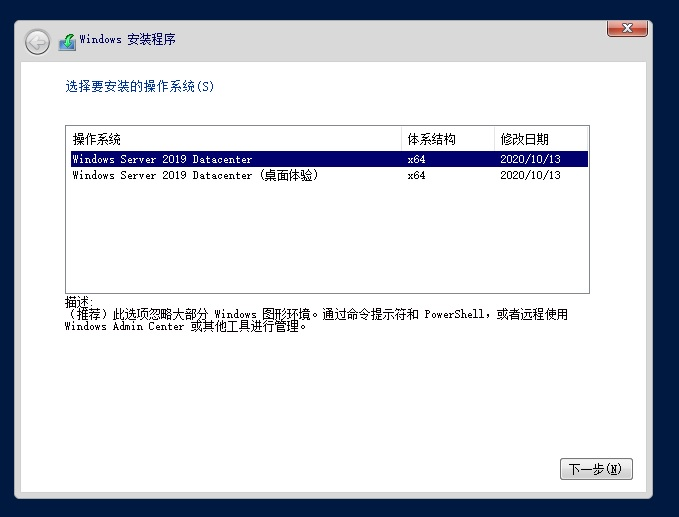 Windows 安装程序
选择要安装的操作系统(S)
操作系统 体系结构 修改日期
Windows Server 2019 Datacenter x64 2020/10/13
Windows Server 2019 Datacenter (桌面体验) x64 2020/10/13
描述:
（推荐）此选项忽略大部分 Windows 图形环境。通过命令提示符和 PowerShell，或者远程使用
Windows Admin Center 或其他工具进行管理。
下一步(N)